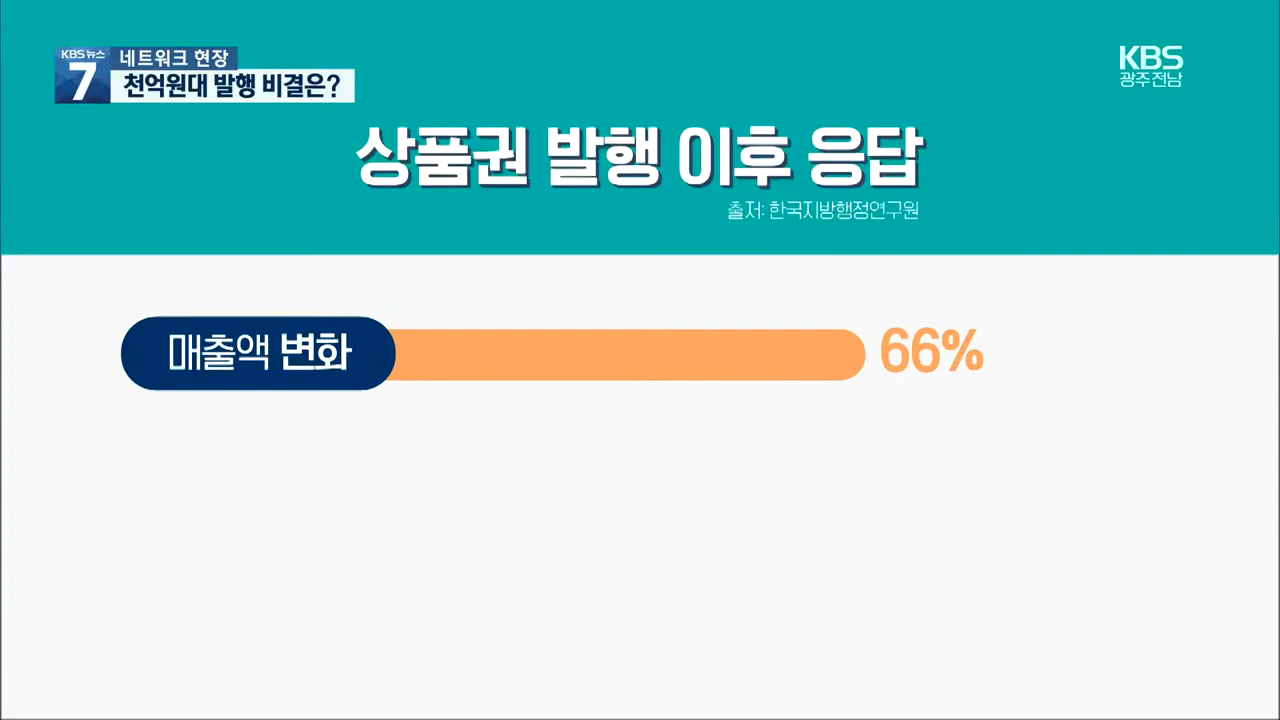 KBS 뉴스
7
네트워크 현장
천억원대 발행 비결은?
KBS
광주전남
상품권 발행 이후 응답
출저: 한국지방행정연구원
매출액 변화
66%